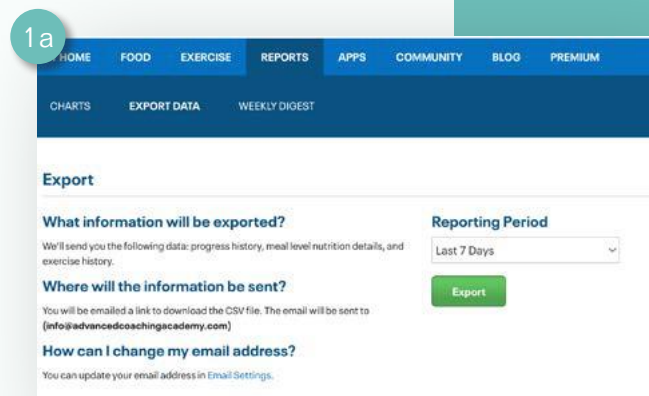 1a
HOME FOOD EXERCISE REPORTS APPS COMMUNITY BLOG PREMIUM
CHARTS EXPORT DATA WEEKLY DIGEST
Export
What information will be exported?
We'll send you the following data: progress history, meal level nutrition details, and
exercise history.
Where will the information be sent?
You will be emailed a link to download the CSV file. The email will be sent to
(info@advancedcoachingacademy.com)
How can I change my email address?
You can update your email address in Email Settings.
Reporting Period
Last 7 Days
Export